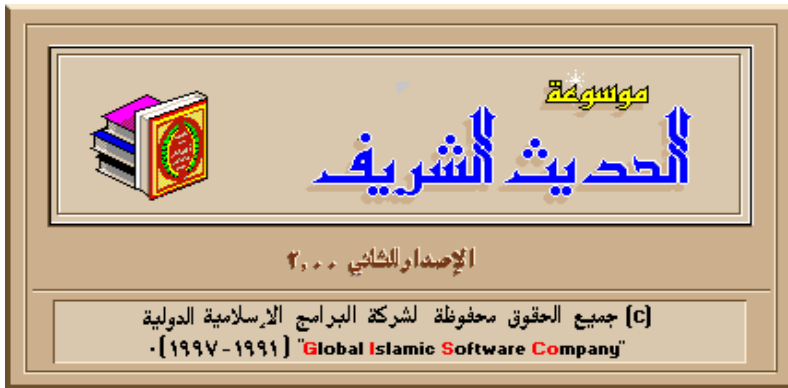 موسوعة
الحديث الشريف
الإصدار الثاني ٢,٠٠
(c) جميع الحقوق محفوظة لشركة البرامج الإسلامية الدولية
"Global Islamic Software Company" (١٩٩١-١٩٩٧).